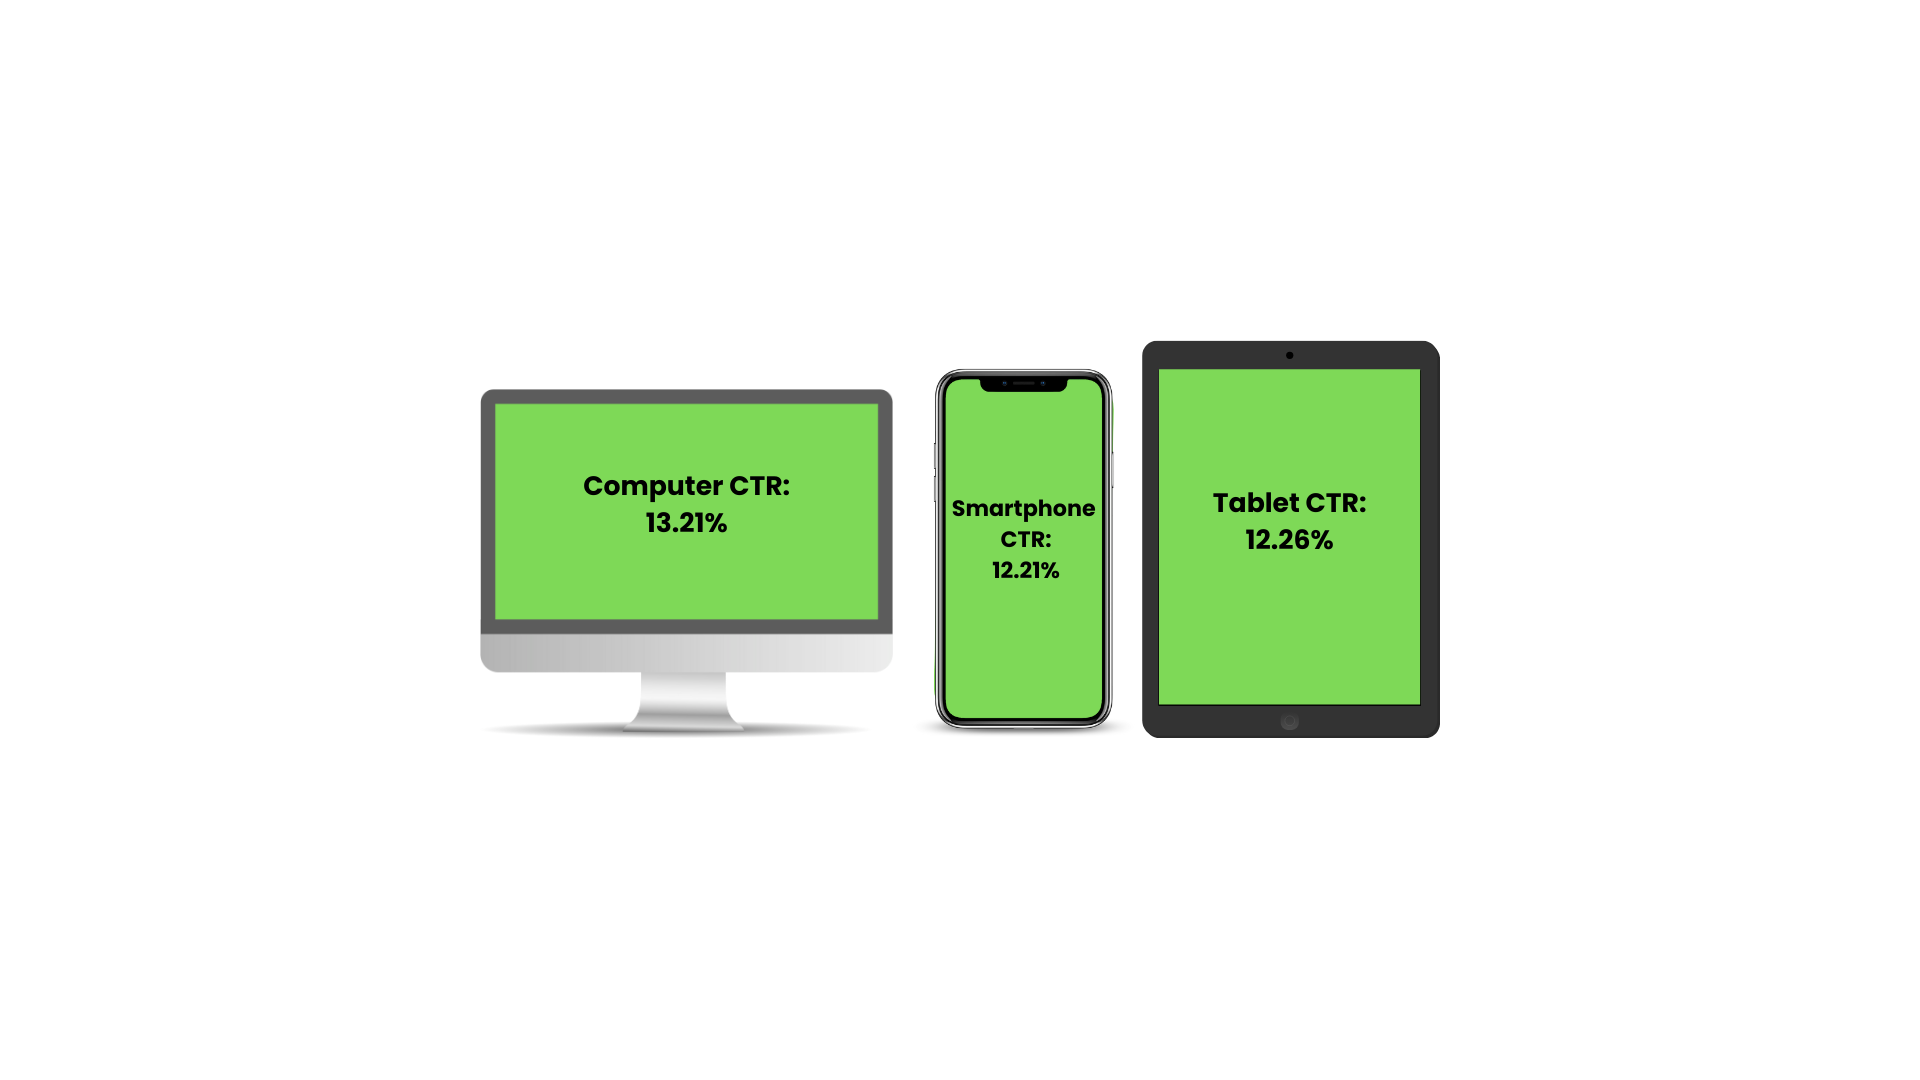 Computer CTR:
13.21%
Smartphone
CTR:
12.21%
Tablet CTR:
12.26%